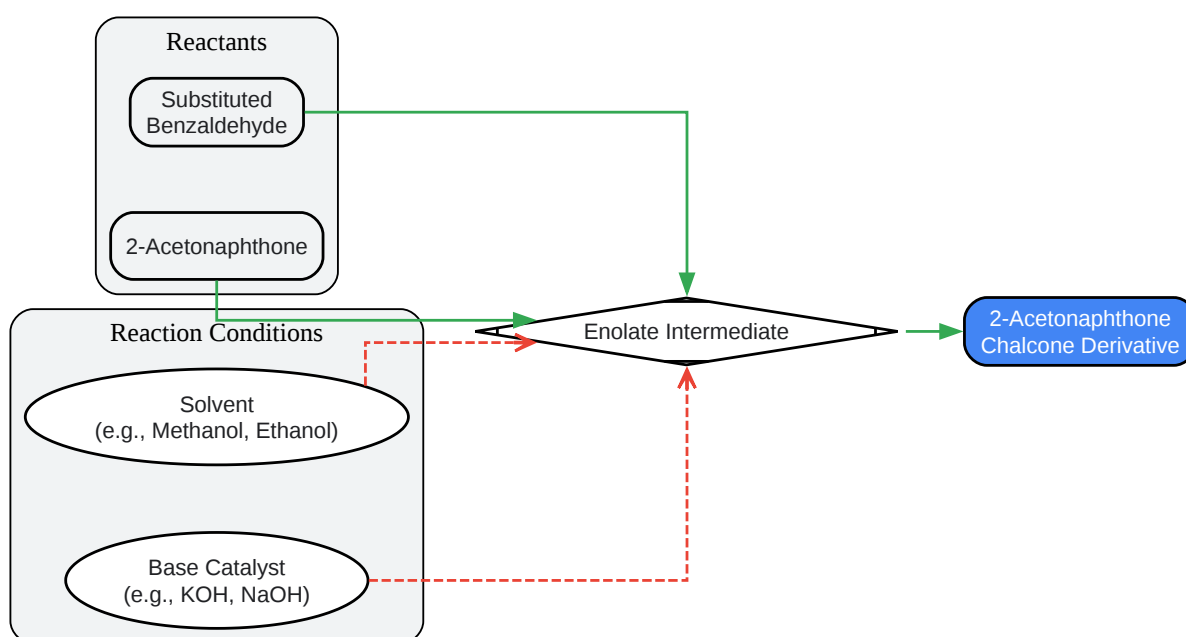 Reactants
Substituted
Benzaldehyde
2-Acetonaphthone
Reaction Conditions
Solvent
(e.g., Methanol, Ethanol)
Base Catalyst
(e.g., KOH, NaOH)
Enolate Intermediate
2-Acetonaphthone
Chalcone Derivative